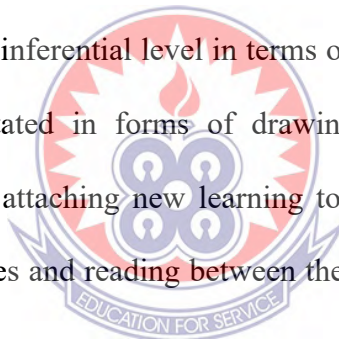 inferential level in terms o
ated in forms of drawin
attaching new learning to
es and reading between the
EDUCATION FOR SERVICE